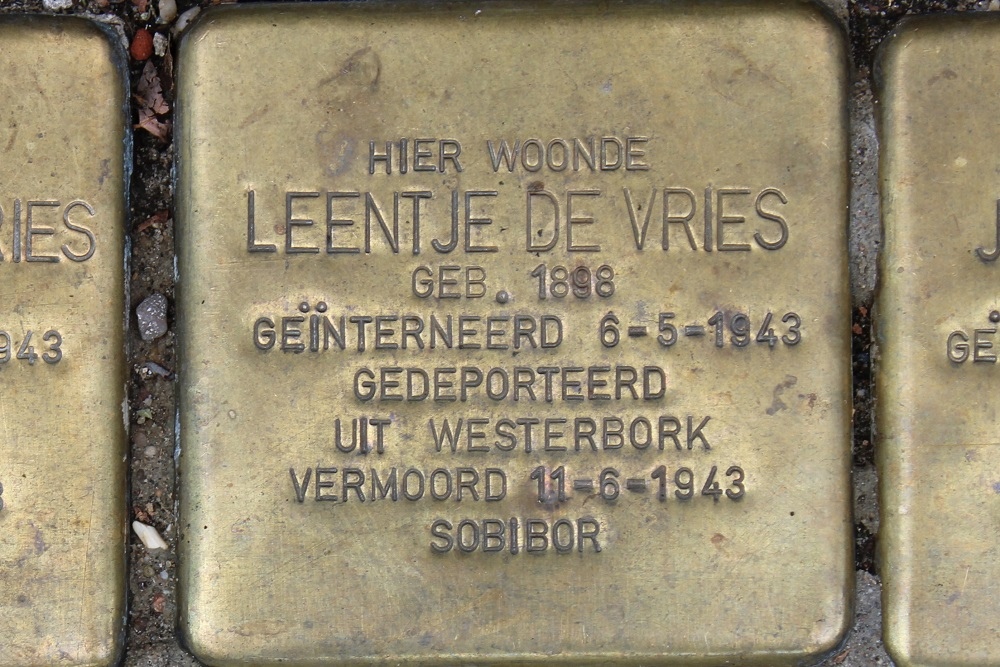 HIER WOONDE
LEENTJE DE VRIES
GEB. 1898
GEÏNTERNEERD 6-5-1943
GEDEPORTEERD
UIT WESTERBORK
VERMOORD 11-6-1943
SOBIBOR